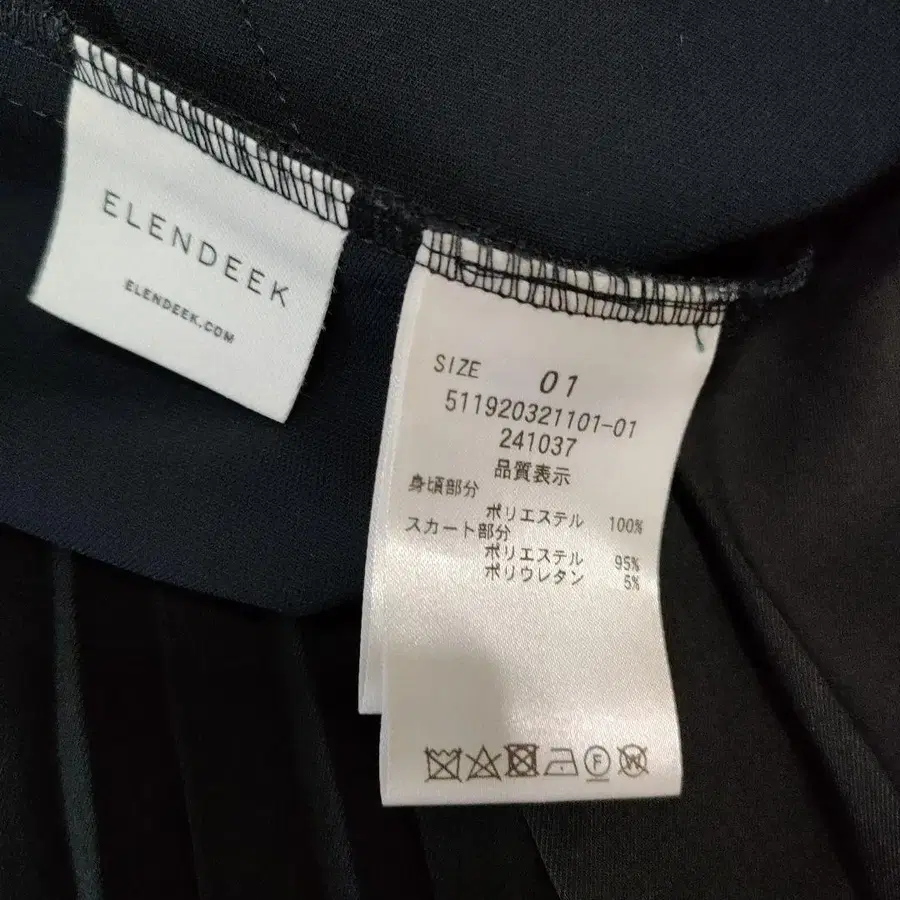 ELENDEEK
ELENDEEK.COM
SIZE 01
511920321101-01
241037
品質表示
身頃部分
ポリエステル 100%
スカート部分
ポリエステル 95%
ポリウレタン 5%
F W